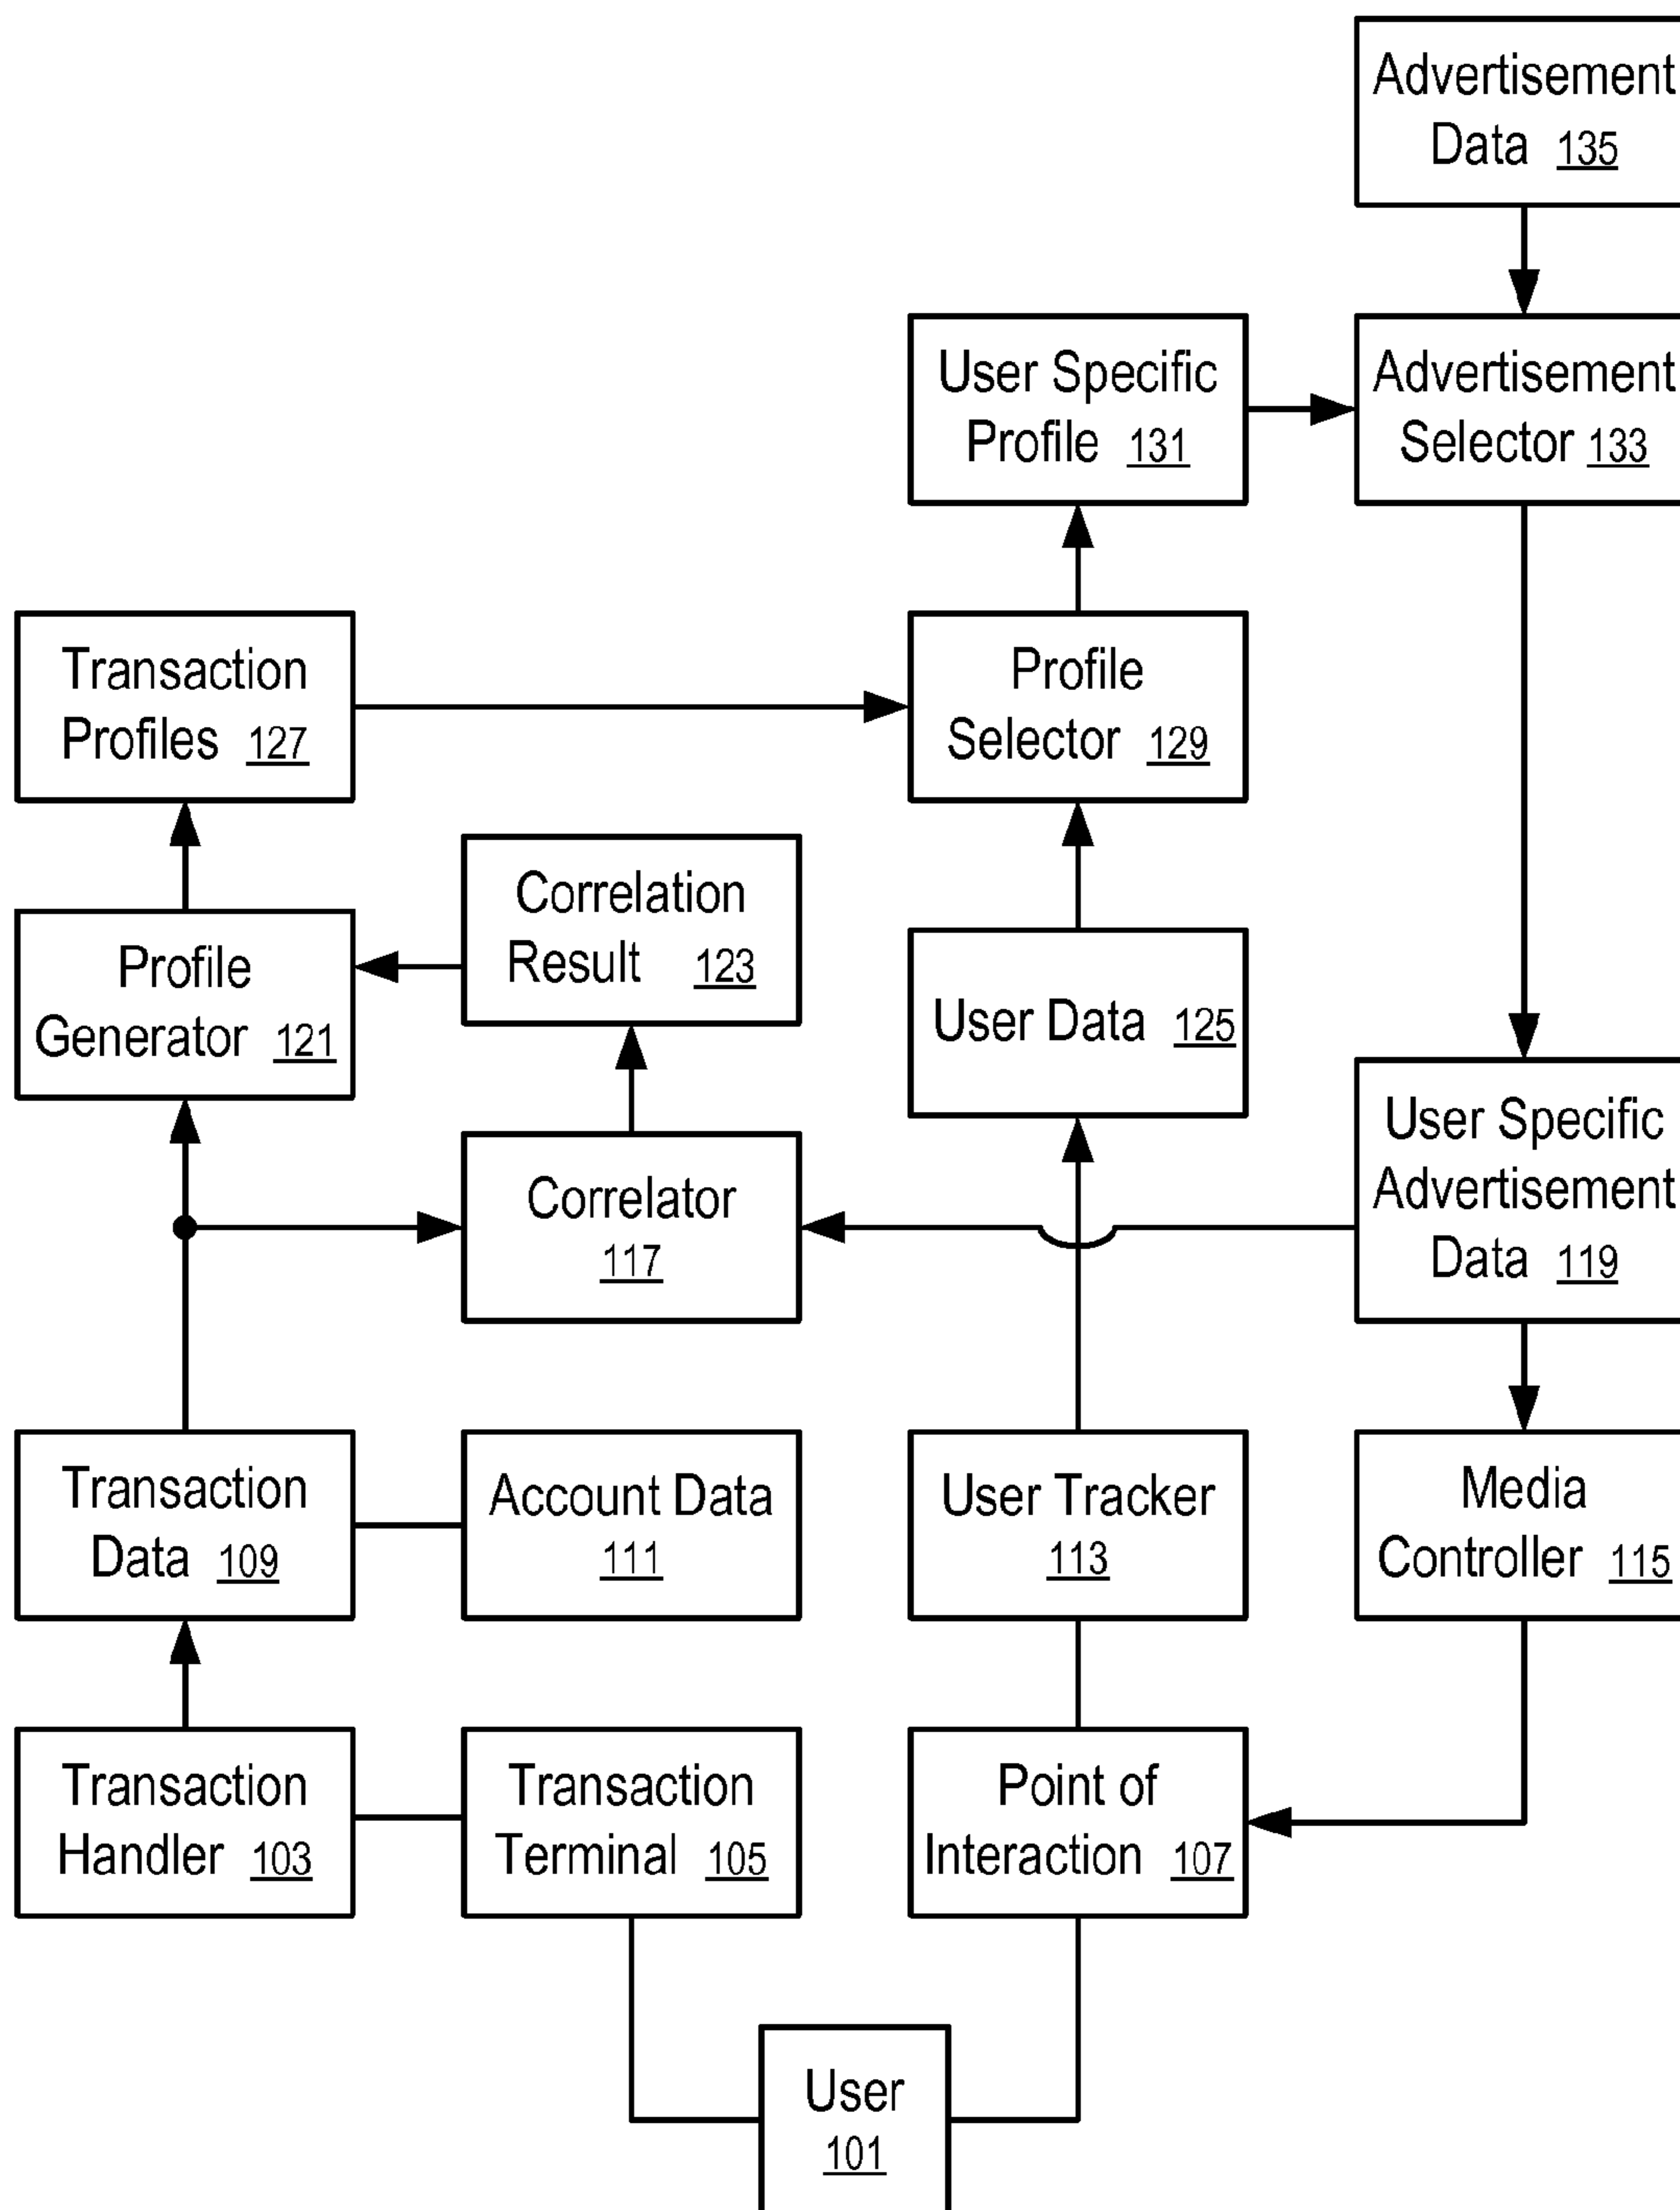 Advertisement
Data 135
User Specific
Profile 131
Advertisement
Selector 133
Transaction
Profiles 127
Profile
Selector 129
Correlation
Result 123
Profile
Generator 121
User Data 125
User Specific
Advertisement
Data 119
Correlator
117
Transaction
Data 109
Account Data
111
User Tracker
113
Media
Controller 115
Transaction
Handler 103
Transaction
Terminal 105
Point of
Interaction 107
User
101